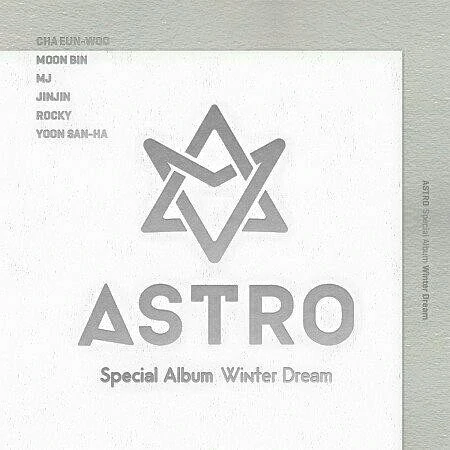 CHA EUN-WOO
MOON BIN
MJ
JINJIN
ROCKY
YOON SAN-HA
ASTRO
Special Album Winter Dream
ASTRO Special Album Winter Dream